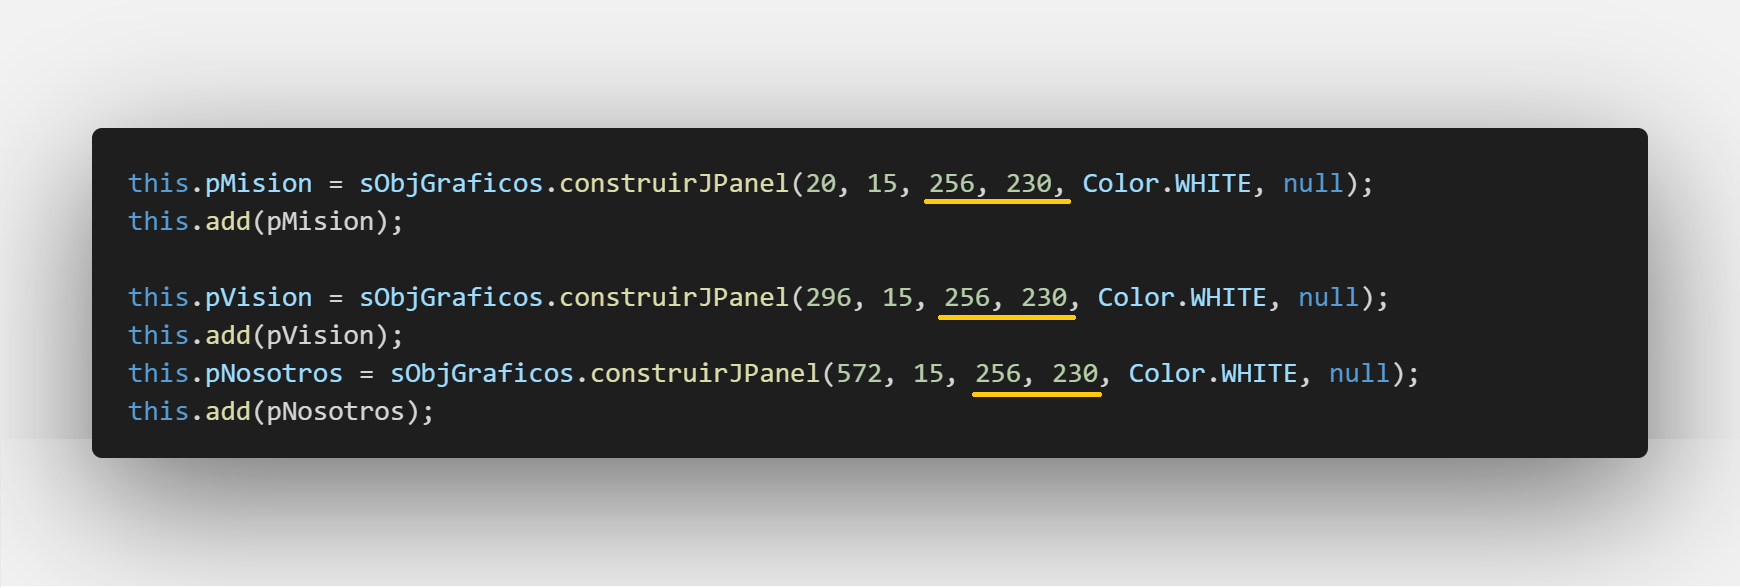 this.pMision = sObjGraficos.construirJPanel(20, 15, 256, 230, Color.WHITE, null);
this.add(pMision);
this.pVision = sObjGraficos.construirJPanel(296, 15, 256, 230, Color.WHITE, null);
this.add(pVision);
this.pNosotros = sObjGraficos.construirJPanel(572, 15, 256, 230, Color.WHITE, null);
this.add(pNosotros);